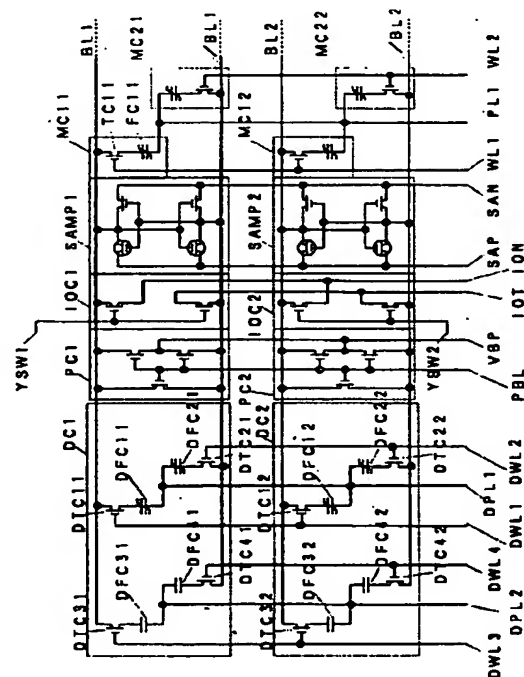 BL1
/BL1
BL2
/BL2
MC21
MC22
TC11
FC11
MC11
MC12
SAMP1
SAMP2
IOC1
IOC2
YSW1
YSW2
PC1
PC2
DC1
DC2
DTC11
DFC11
DFC21
DTC21
DTC12
DFC12
DFC22
DTC22
DTC31
DFC31
DFC41
DTC41
DTC32
DFC32
DFC42
DTC42
WL2
PL1
WL1
SAN
SAP
ION
IOT
VBP
PBL
DWL2
DPL1
DWL1
DWL4
DPL2
DWL3